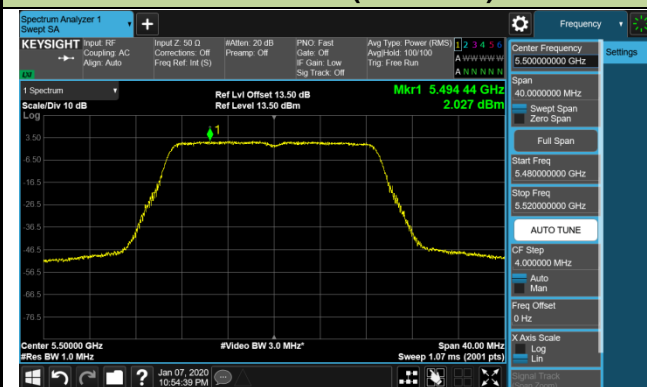 Spectrum Analyzer 1
Swept SA
+
Frequency
KEYSIGHT
Input: RF
Coupling: AC
Align: Auto
Input Z: 50 Ω
Corrections: Off
Freq Ref: Int (S)
#Atten: 20 dB
Preamp: Off
PNO: Fast
Gate: Off
IF Gain: Low
Sig Track: Off
Avg Type: Power (RMS)
Avg|Hold: 100/100
Trig: Free Run
1 2 3 4 5 6
A W W W W W
A N N N N N
Center Frequency
5.500000000 GHz
Settings
Span
40.0000000 MHz
Swept Span
Zero Span
Full Span
Start Freq
5.480000000 GHz
Stop Freq
5.520000000 GHz
AUTO TUNE
CF Step
4.000000 MHz
Auto
Man
Freq Offset
0 Hz
X Axis Scale
Log
Lin
Signal Track
(Span Zoom)
1 Spectrum
Scale/Div 10 dB
Log
Ref Lvl Offset 13.50 dB
Ref Level 13.50 dBm
Mkr1 5.494 44 GHz
2.027 dBm
1
3.50
-6.50
-16.5
-26.5
-36.5
-46.5
-56.5
-66.5
-76.5
Center 5.50000 GHz
#Res BW 1.0 MHz
#Video BW 3.0 MHz*
Span 40.00 MHz
Sweep 1.07 ms (2001 pts)
?
Jan 07, 2020
10:54:39 PM